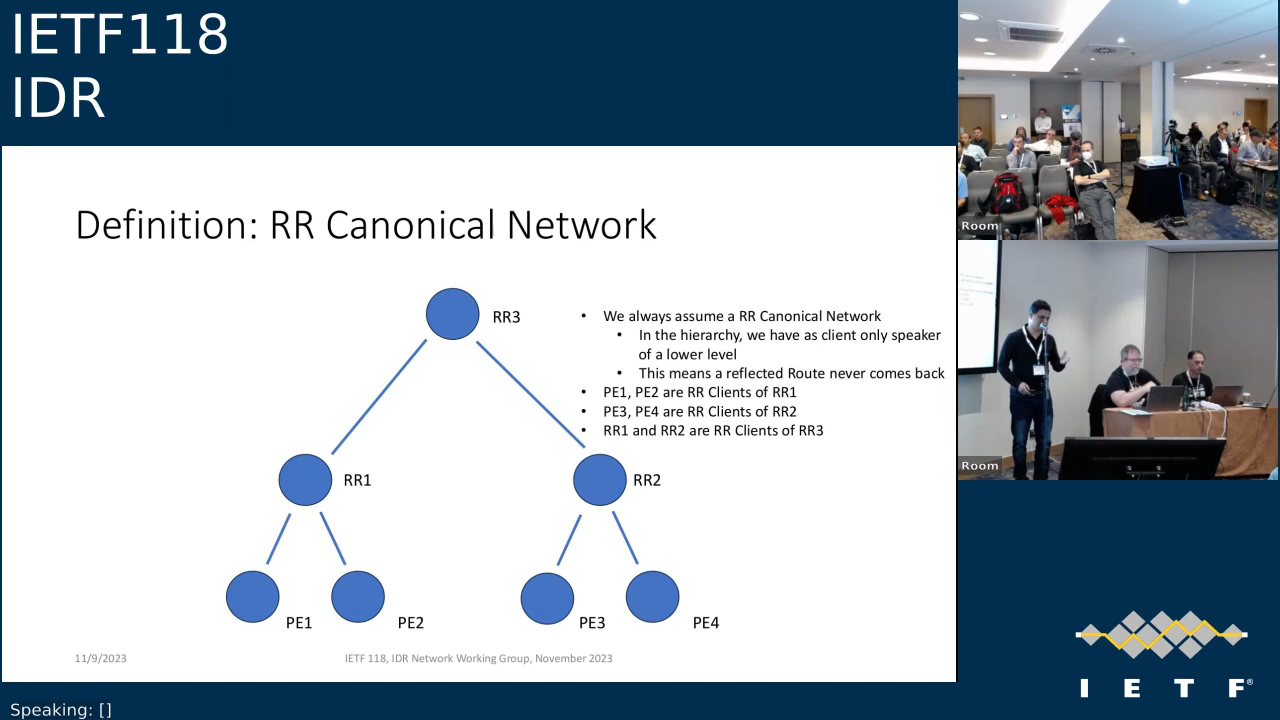 IETF118
IDR
Definition: RR Canonical Network
RR3
• We always assume a RR Canonical Network
• In the hierarchy, we have as client only speaker
of a lower level
• This means a reflected Route never comes back
• PE1, PE2 are RR Clients of RR1
• PE3, PE4 are RR Clients of RR2
• RR1 and RR2 are RR Clients of RR3
RR1
RR2
PE1
PE2
PE3
PE4
11/9/2023
IETF 118, IDR Network Working Group, November 2023
Room
Room
I E T F®
Speaking: []